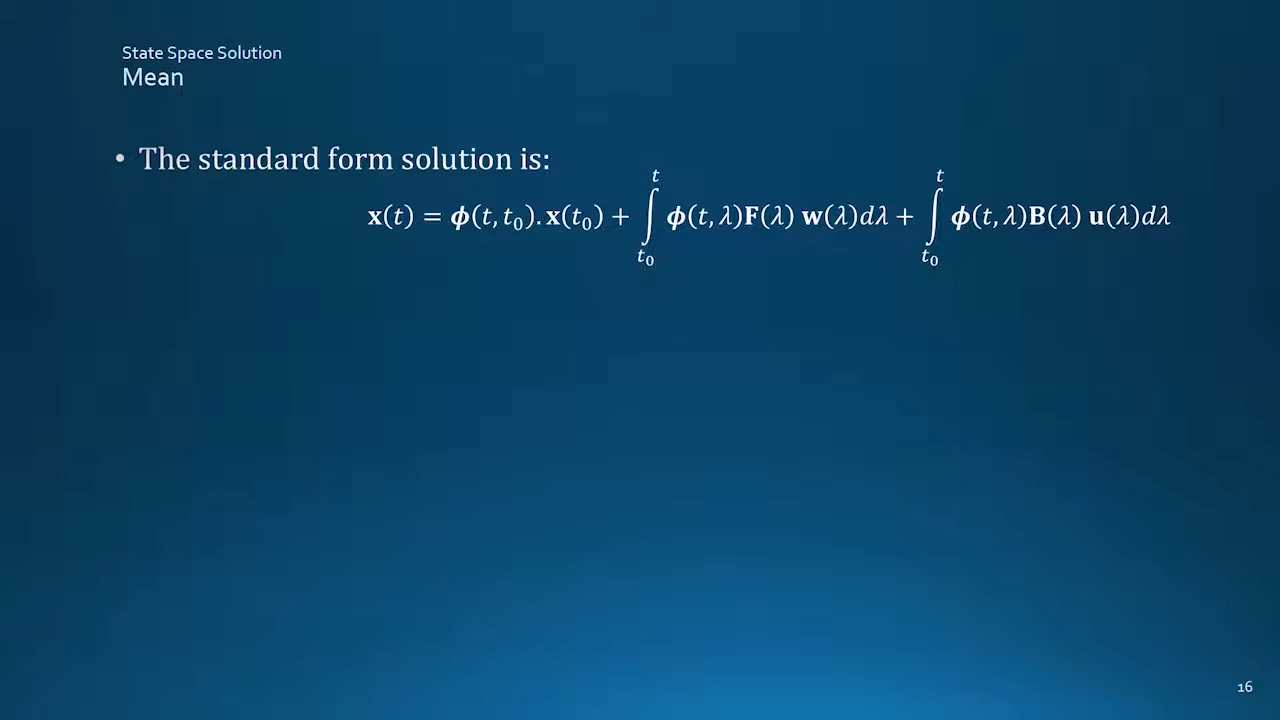 State Space Solution
Mean
• The standard form solution is:
𝐱(t) = 𝝓(t, t₀). 𝐱(t₀) + ∫_{t₀}^{t} 𝝓(t, λ)𝐅(λ) 𝐰(λ)dλ + ∫_{t₀}^{t} 𝝓(t, λ)𝐁(λ) 𝐮(λ)dλ
16